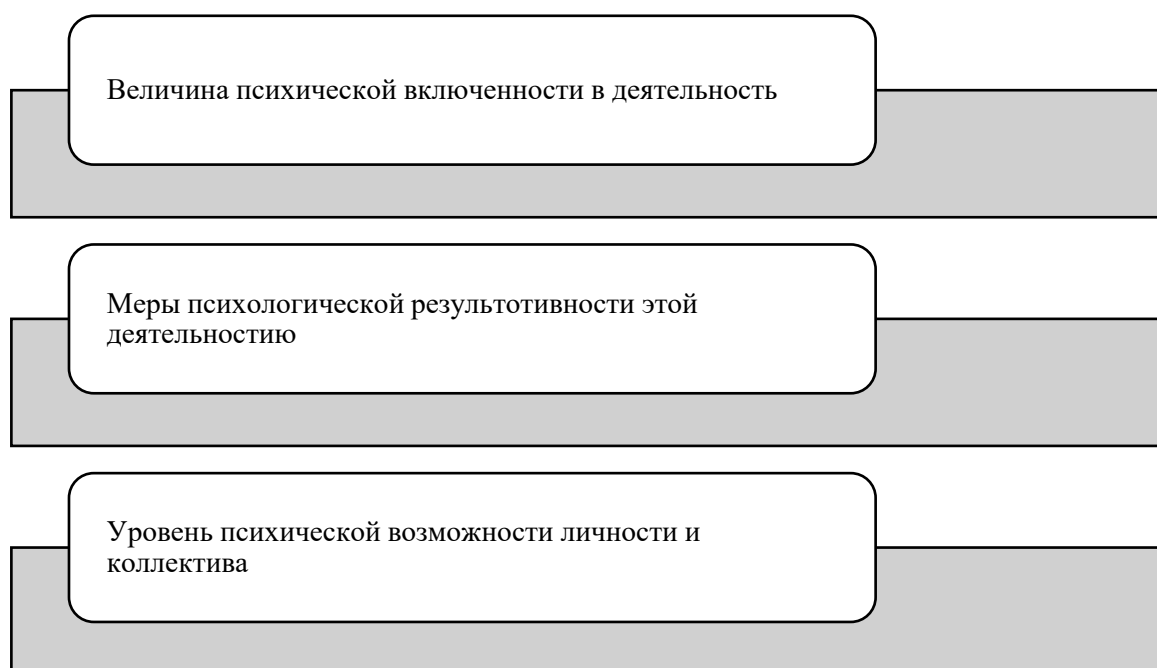 Величина психической включенности в деятельность
Меры психологической результотивности этой
деятельностию
Уровень психической возможности личности и
коллектива